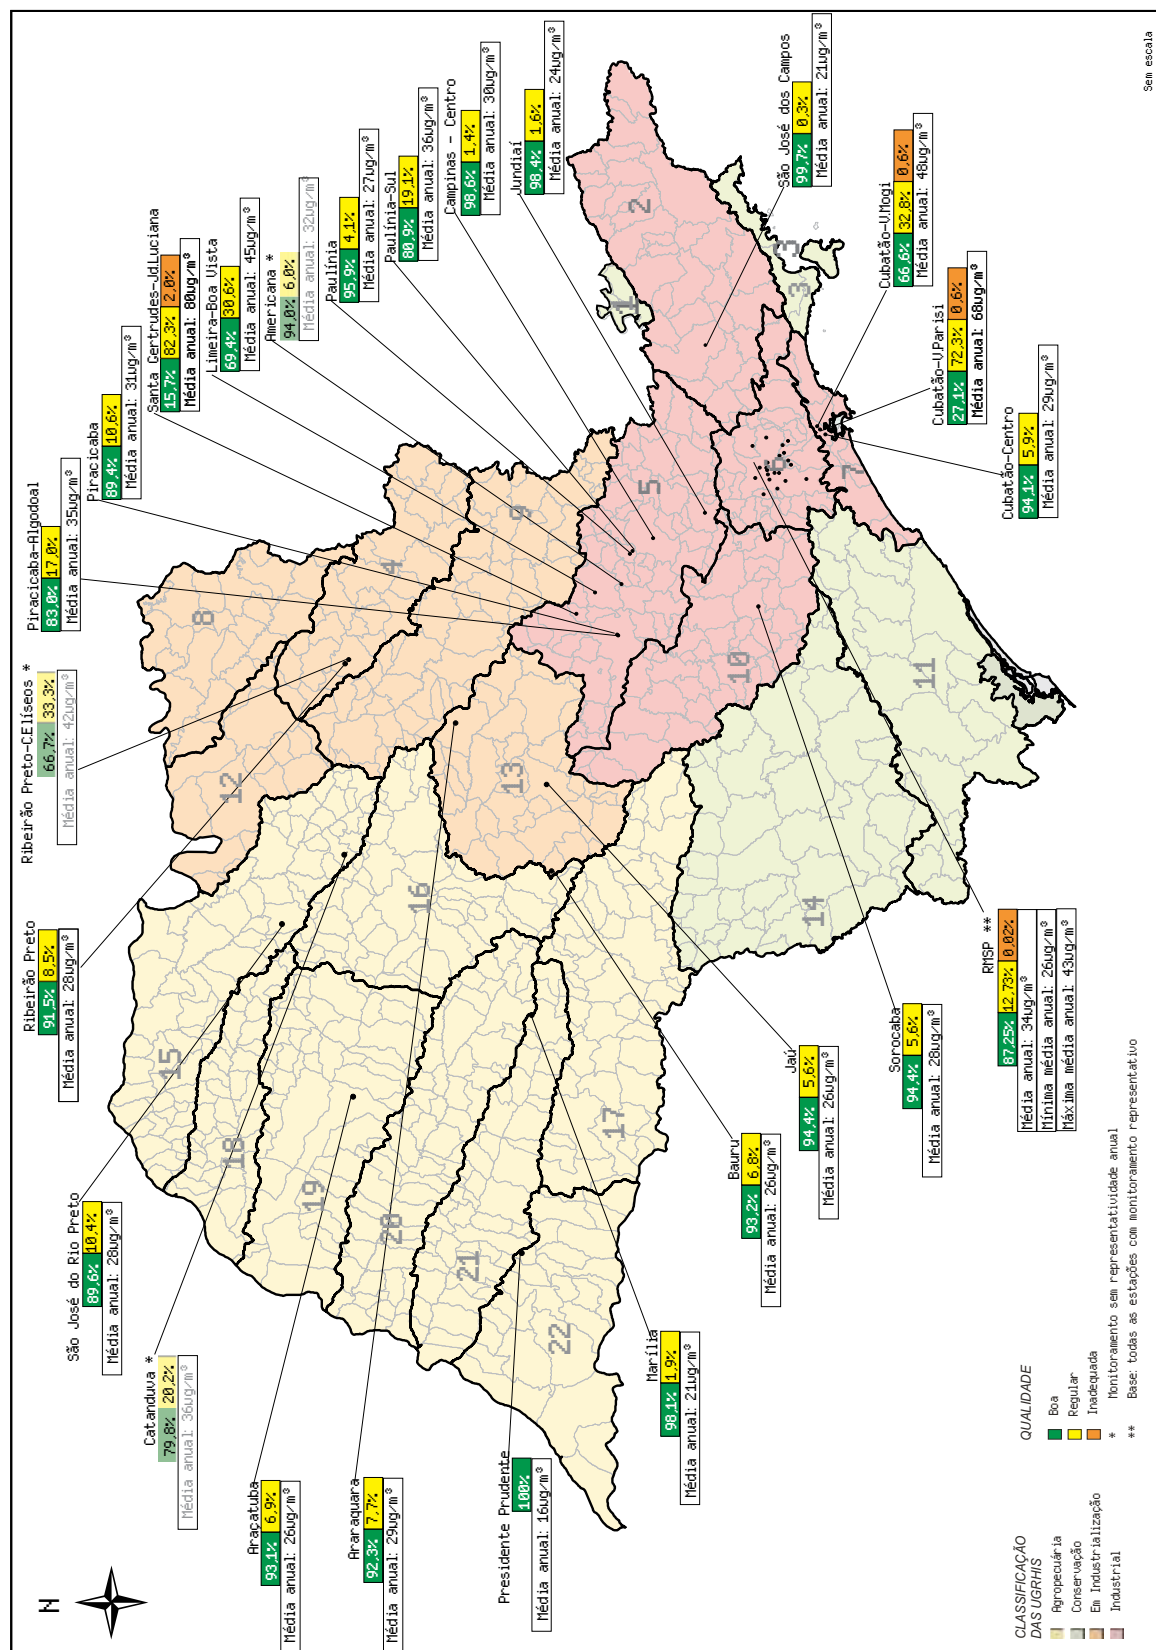 N
São José do Rio Preto
89,6% 10,4%
Média anual: 28ug/m³
Catanduva *
79,8% 20,2%
Média anual: 36ug/m³
Araçatuba
93,1% 6,9%
Média anual: 26ug/m³
Araraquara
92,3% 7,7%
Média anual: 29ug/m³
Presidente Prudente
100%
Média anual: 16ug/m³
Marília
98,1% 1,9%
Média anual: 21ug/m³
Bauru
93,2% 6,8%
Média anual: 26ug/m³
Jaú
94,4% 5,6%
Média anual: 26ug/m³
Sorocaba
94,4% 5,6%
Média anual: 28ug/m³
RMSP **
87,25% 12,73% 0,02%
Média anual: 34ug/m³
Mínima média anual: 26ug/m³
Máxima média anual: 43ug/m³
Ribeirão Preto
91,5% 8,5%
Média anual: 28ug/m³
Ribeirão Preto-C.Elíseos *
66,7% 33,3%
Média anual: 42ug/m³
Piracicaba-Algodoal
83,0% 17,0%
Média anual: 35ug/m³
Piracicaba
89,4% 10,6%
Média anual: 31ug/m³
Santa Gertrudes-Jd.Luciana
15,7% 82,3% 2,0%
Média anual: 80ug/m³
Limeira-Boa Vista
69,4% 30,6%
Média anual: 45ug/m³
Americana *
94,0% 6,0%
Média anual: 32ug/m³
Paulínia
95,9% 4,1%
Média anual: 27ug/m³
Paulínia-Sul
80,9% 19,1%
Média anual: 36ug/m³
Campinas - Centro
98,6% 1,4%
Média anual: 30ug/m³
Jundiaí
98,4% 1,6%
Média anual: 24ug/m³
São José dos Campos
99,7% 0,3%
Média anual: 21ug/m³
Cubatão-V.Mogi
66,6% 32,8% 0,6%
Média anual: 48ug/m³
Cubatão-V.Parisi
27,1% 72,3% 0,6%
Média anual: 68ug/m³
Cubatão-Centro
94,1% 5,9%
Média anual: 29ug/m³
1
2
3
3
4
5
6
7
8
9
10
11
12
13
14
15
16
17
18
19
20
21
22
CLASSIFICAÇÃO
DAS UGRHIS
Agropecuária
Conservação
Em Industrialização
Industrial
QUALIDADE
Boa
Regular
Inadequada
* Monitoramento sem representatividade anual
** Base: todas as estações com monitoramento representativo
Sem escala